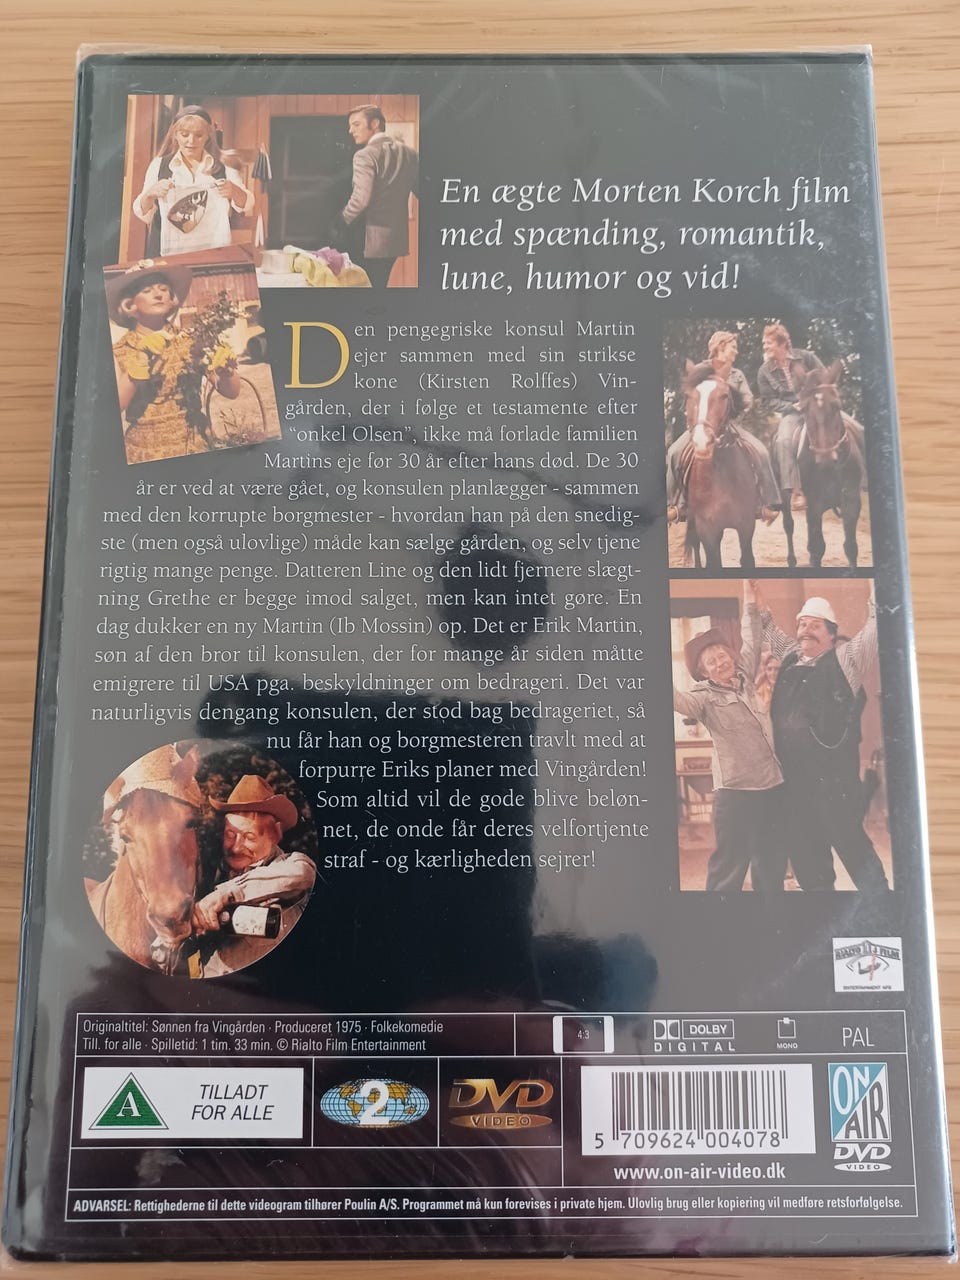 En ægte Morten Korch film
med spænding, romantik,
lune, humor og vid!
Den pengegriske konsul Martin
ejer sammen med sin strikse
kone (Kirsten Rolffes) Vin-
gården, der i følge et testamente efter
"onkel Olsen", ikke må forlade familien
Martins eje før 30 år efter hans død. De 30
år er ved at være gået, og konsulen planlægger - sammen
med den korrupte borgmester - hvordan han på den snedig-
ste (men også ulovlige) måde kan sælge gården, og selv tjene
rigtig mange penge. Datteren Line og den lidt fjernere slægt-
ning Grethe er begge imod salget, men kan intet gøre. En
dag dukker en ny Martin (Ib Mossin) op. Det er Erik Martin,
søn af den bror til konsulen, der for mange år siden måtte
emigrere til USA pga. beskyldninger om bedrageri. Det var
naturligvis dengang konsulen, der stod bag bedrageriet, så
nu får han og borgmesteren travlt med at
forpurre Eriks planer med Vingården!
Som altid vil de gode blive beløn-
net, de onde får deres velfortjente
straf - og kærligheden sejrer!
RIALTO FILM
ENTERTAINMENT APS
Originaltitel: Sønnen fra Vingården · Produceret 1975 · Folkekomedie
Till. for alle · Spilletid: 1 tim. 33 min. © Rialto Film Entertainment
4:3
DOLBY
DIGITAL
MONO
PAL
A
TILLADT
FOR ALLE
2
DVD
VIDEO
5 709624 004078
www.on-air-video.dk
ON
AIR
DVD
VIDEO
ADVARSEL: Rettighederne til dette videogram tilhører Poulin A/S. Programmet må kun forevises i private hjem. Ulovlig brug eller kopiering vil medføre retsforfølgelse.